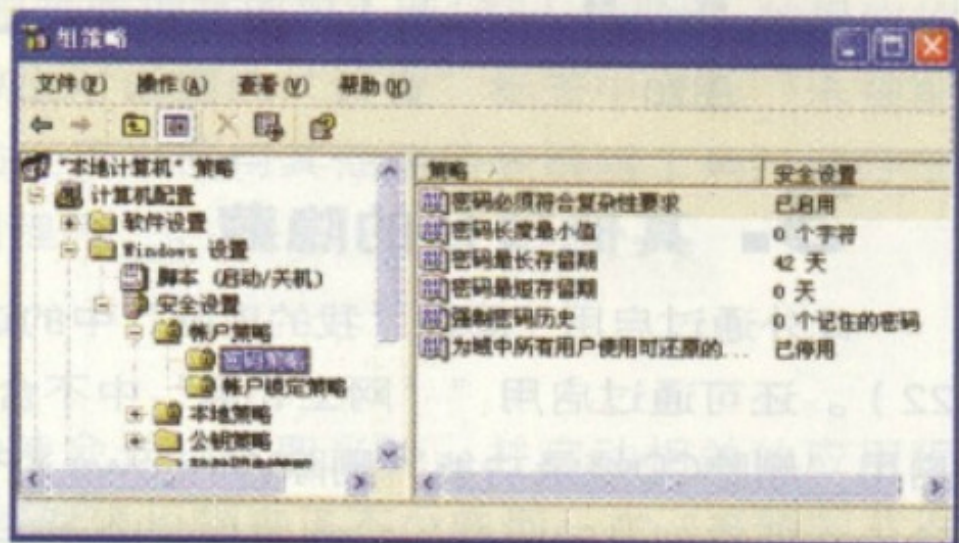 组策略
文件(F) 操作(A) 查看(V) 帮助(H)
"本地计算机" 策略
计算机配置
软件设置
Windows 设置
脚本 (启动/关机)
安全设置
帐户策略
密码策略
帐户锁定策略
本地策略
公钥策略
策略 安全设置
密码必须符合复杂性要求 已启用
密码长度最小值 0 个字符
密码最长存留期 42 天
密码最短存留期 0 天
强制密码历史 0 个记住的密码
为域中所有用户使用可还原的... 已停用